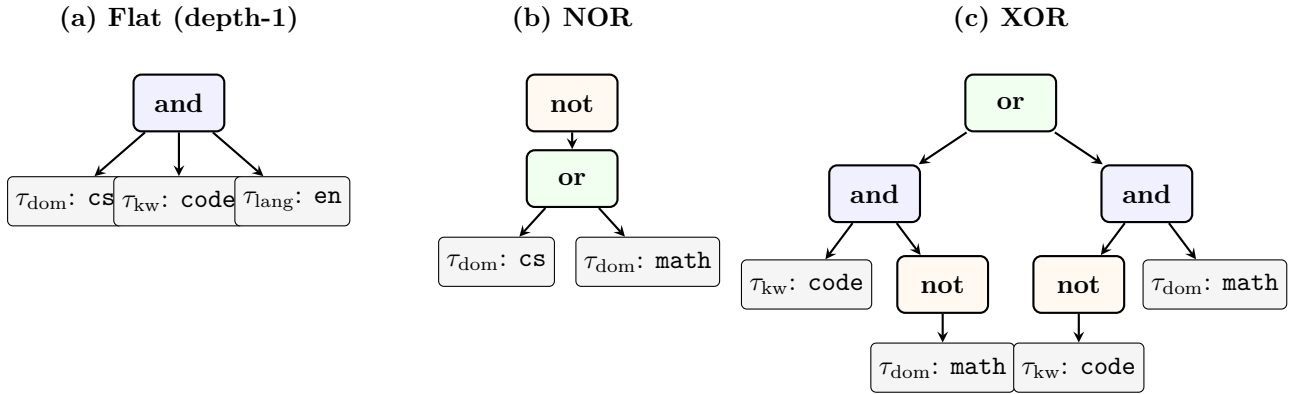 (a) Flat (depth-1)
and
τdom: cs
τkw: code
τlang: en
(b) NOR
not
or
τdom: cs
τdom: math
(c) XOR
or
and
and
τkw: code
not
not
τdom: math
τdom: math
τkw: code